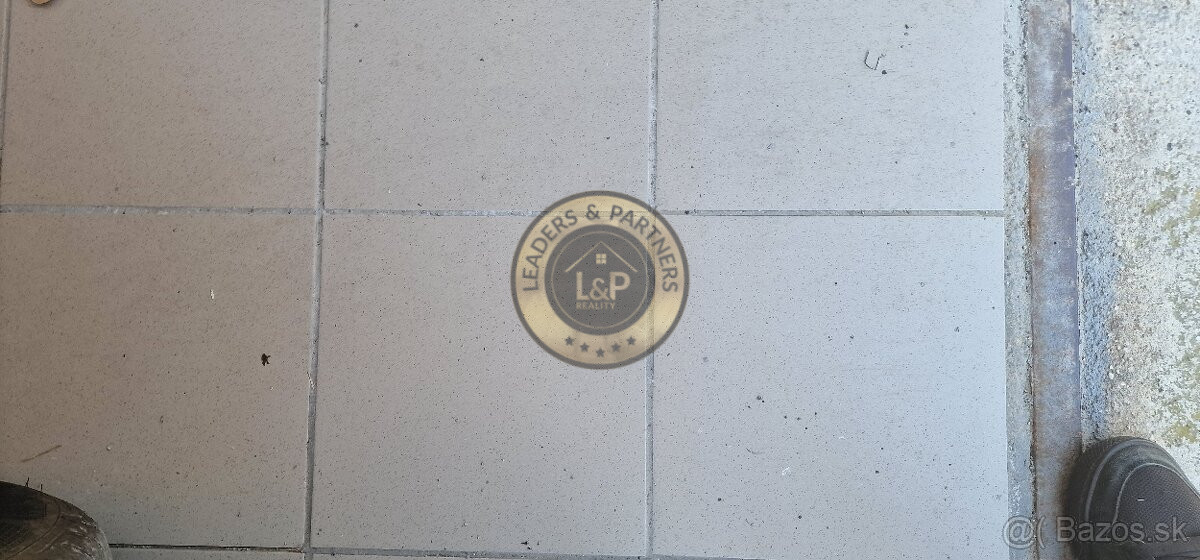 LEADERS & PARTNERS
L&P
REALITY
@( Bazos.sk